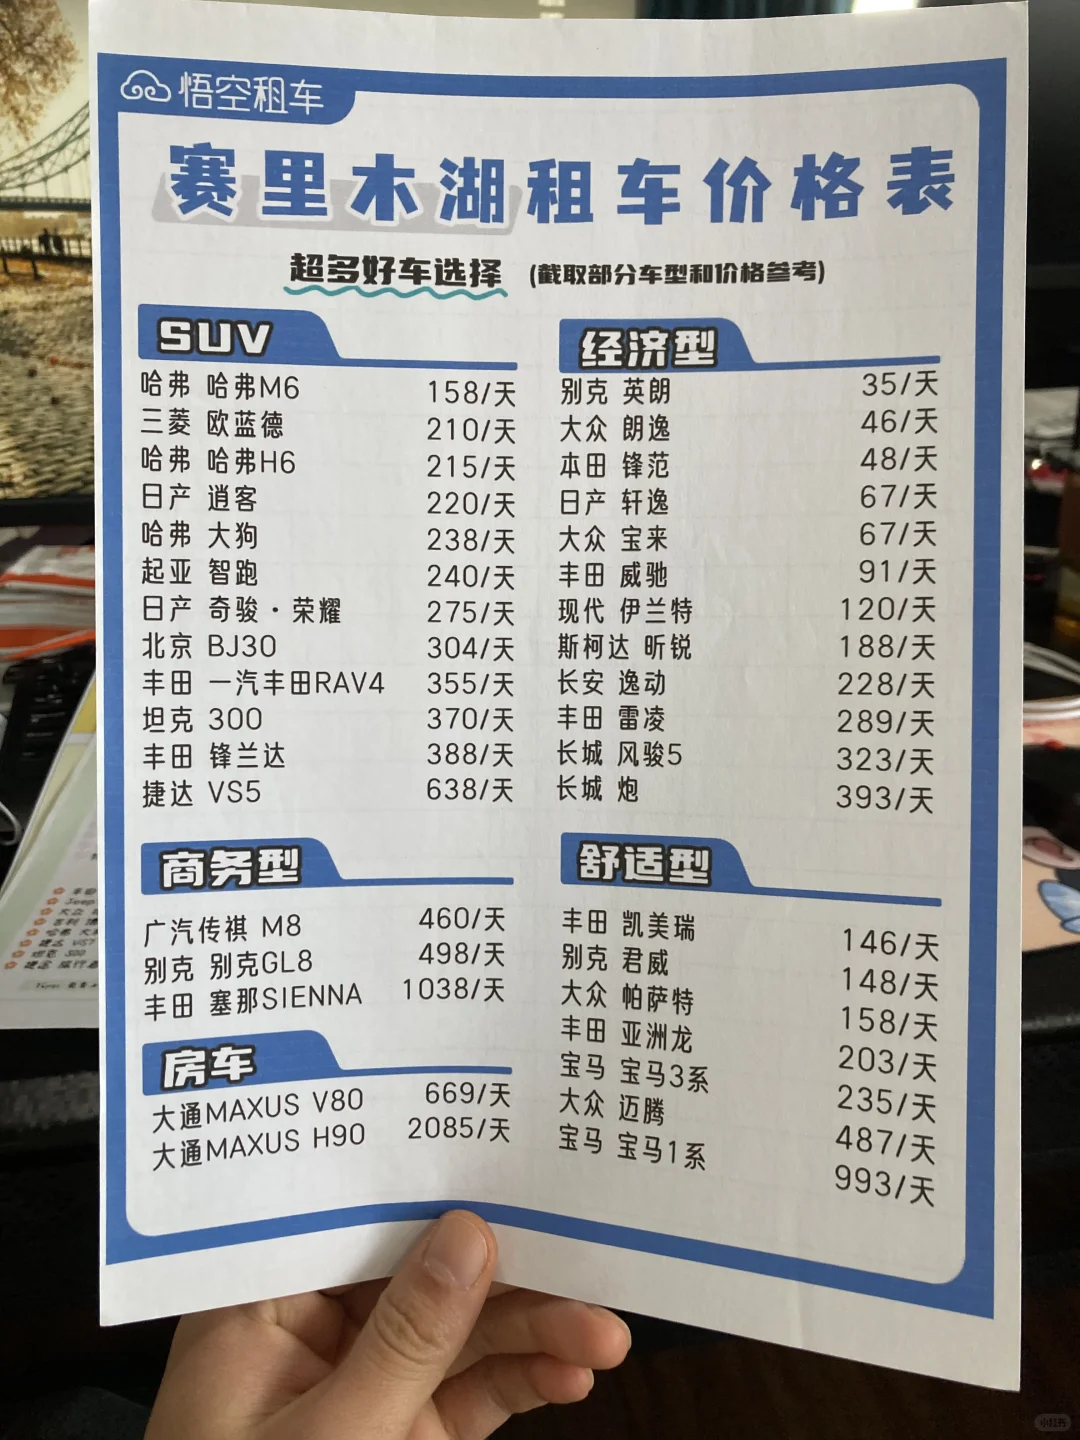 悟空租车
赛里木湖租车价格表
超多好车选择 (截取部分车型和价格参考)
SUV
哈弗 哈弗M6 158/天
三菱 欧蓝德 210/天
哈弗 哈弗H6 215/天
日产 逍客 220/天
哈弗 大狗 238/天
起亚 智跑 240/天
日产 奇骏·荣耀 275/天
北京 BJ30 304/天
丰田 一汽丰田RAV4 355/天
坦克 300 370/天
丰田 锋兰达 388/天
捷达 VS5 638/天
经济型
别克 英朗 35/天
大众 朗逸 46/天
本田 锋范 48/天
日产 轩逸 67/天
大众 宝来 67/天
丰田 威驰 91/天
现代 伊兰特 120/天
斯柯达 昕锐 188/天
长安 逸动 228/天
丰田 雷凌 289/天
长城 风骏5 323/天
长城 炮 393/天
商务型
广汽传祺 M8 460/天
别克 别克GL8 498/天
丰田 塞那SIENNA 1038/天
房车
大通MAXUS V80 669/天
大通MAXUS H90 2085/天
舒适型
丰田 凯美瑞 146/天
别克 君威 148/天
大众 帕萨特 158/天
丰田 亚洲龙 203/天
宝马 宝马3系 235/天
大众 迈腾 487/天
宝马 宝马1系 993/天
小红书